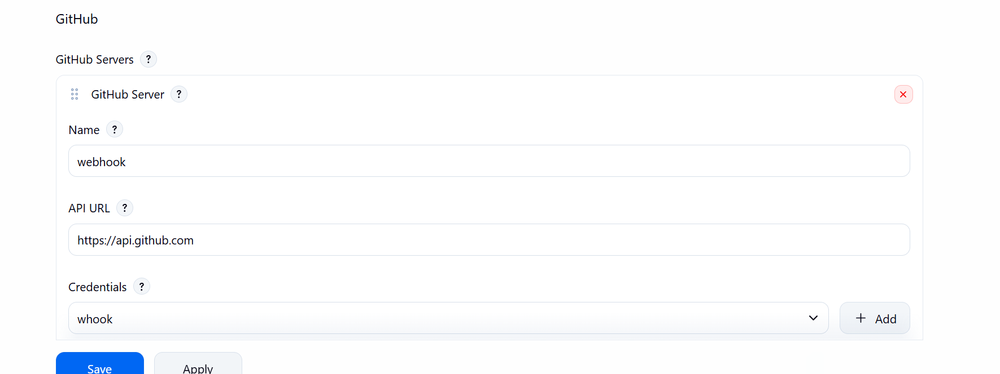 GitHub
GitHub Servers ?
GitHub Server ?
Name ?
webhook
API URL ?
https://api.github.com
Credentials ?
whook
+ Add
Save Apply